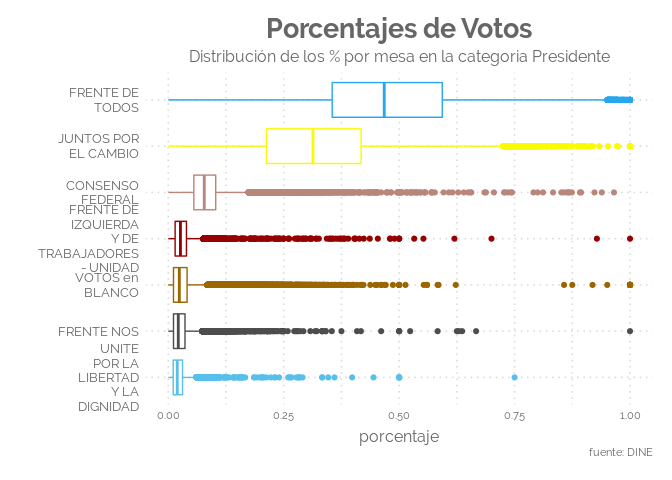 Porcentajes de Votos
Distribución de los % por mesa en la categoria Presidente
FRENTE DE
TODOS
JUNTOS POR
EL CAMBIO
CONSENSO
FEDERAL
FRENTE DE
IZQUIERDA
Y DE
TRABAJADORES
- UNIDAD
VOTOS en
BLANCO
FRENTE NOS
UNITE
POR LA
LIBERTAD
Y LA
DIGNIDAD
0.00 0.25 0.50 0.75 1.00
porcentaje
fuente: DINE